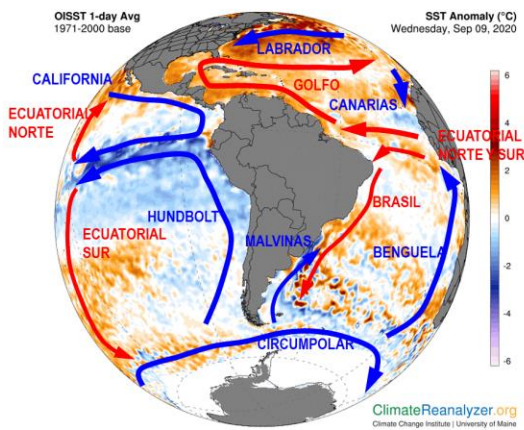 OISST 1-day Avg
1971-2000 base
SST Anomaly (°C)
Wednesday, Sep 09, 2020
LABRADOR
CALIFORNIA
GOLFO
CANARIAS
ECUATORIAL
NORTE
ECUATORIAL
NORTE Y SUR
BRASIL
HUNDBOLT
ECUATORIAL
SUR
MALVINAS
BENGUELA
CIRCUMPOLAR
6
4
2
0
-2
-4
-6
ClimateReanalyzer.org
Climate Change Institute | University of Maine